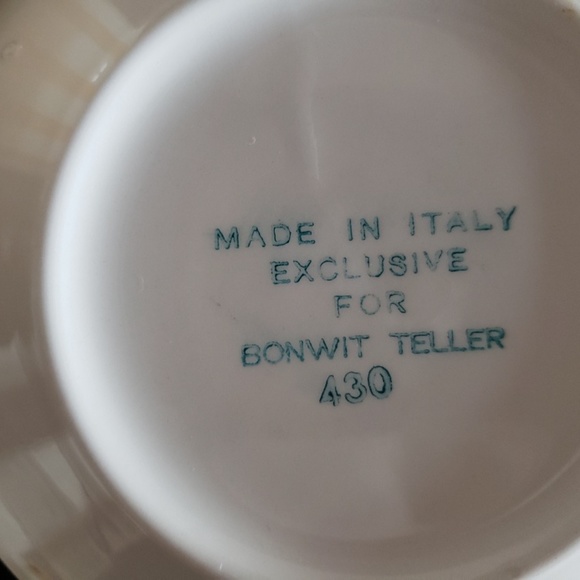 MADE IN ITALY
EXCLUSIVE
FOR
BONWIT TELLER
430